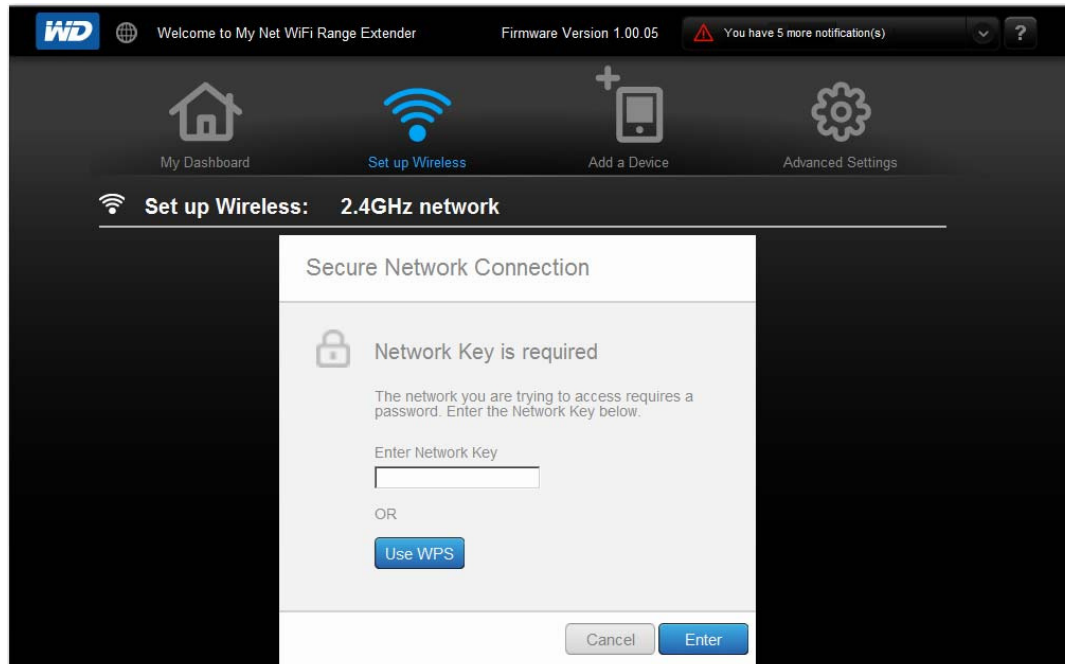 WD Welcome to My Net WiFi Range Extender Firmware Version 1.00.05 You have 5 more notification(s) ?
My Dashboard Set up Wireless Add a Device Advanced Settings
Set up Wireless: 2.4GHz network
Secure Network Connection
Network Key is required
The network you are trying to access requires a
password. Enter the Network Key below.
Enter Network Key
OR
Use WPS
Cancel Enter